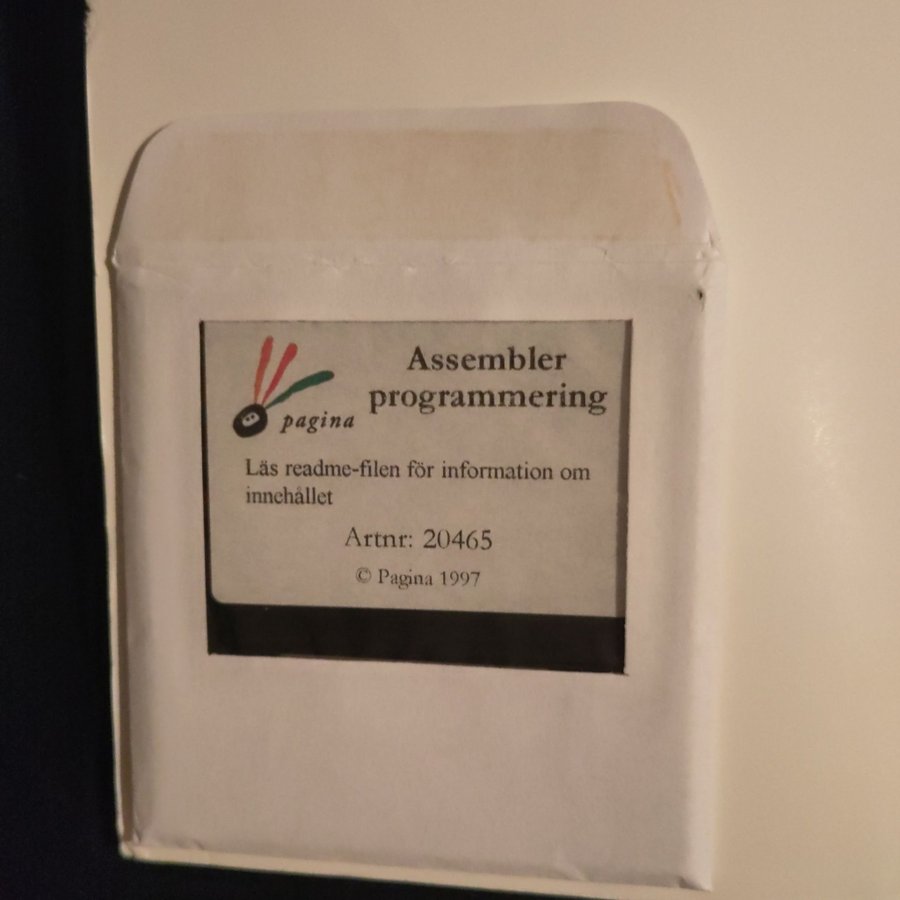 Assembler
programmering
pagina
Läs readme-filen för information om
innehållet
Artnr: 20465
© Pagina 1997